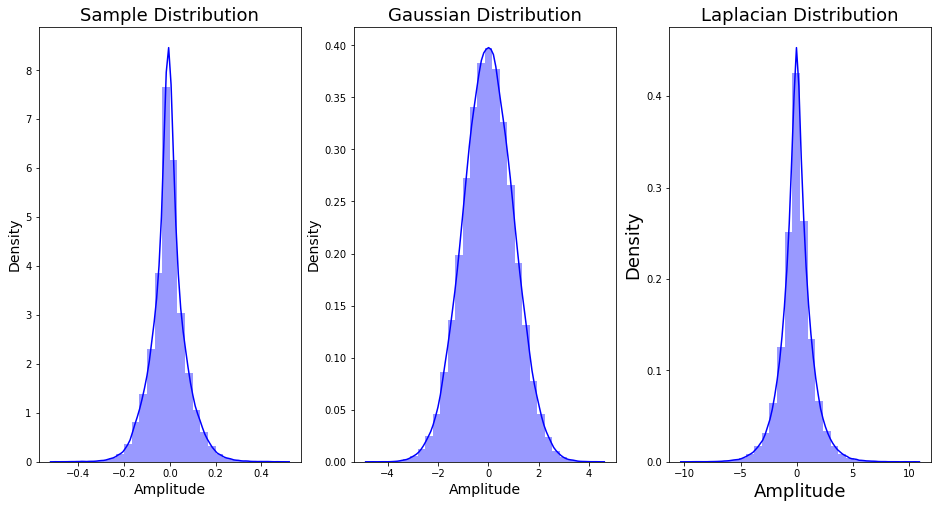 Sample Distribution
8
7
6
5
4
3
2
1
0
Density
−0.4 −0.2 0.0 0.2 0.4
Amplitude
Gaussian Distribution
0.40
0.35
0.30
0.25
0.20
0.15
0.10
0.05
0.00
Density
−4 −2 0 2 4
Amplitude
Laplacian Distribution
0.4
0.3
0.2
0.1
0.0
Density
−10 −5 0 5 10
Amplitude